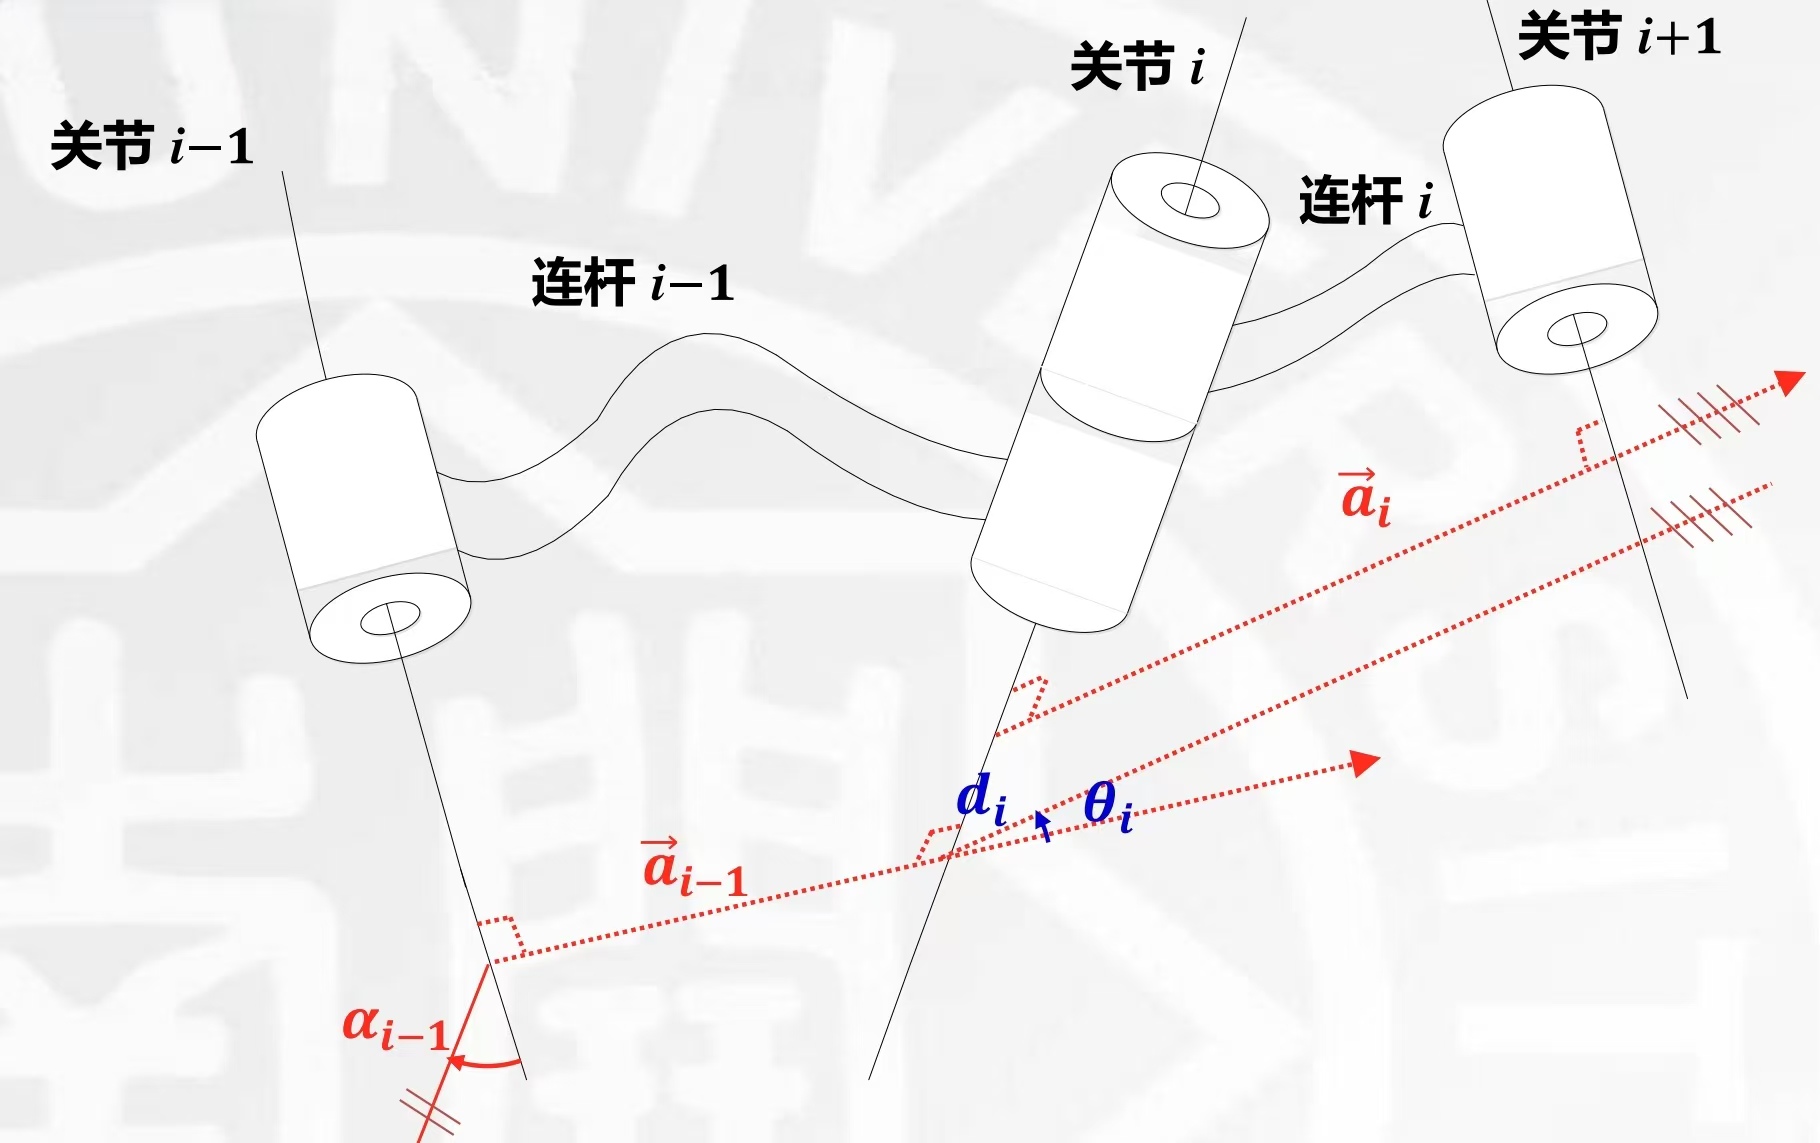 关节 i
关节 i+1
关节 i−1
连杆 i
连杆 i−1
a⃗ᵢ
dᵢ
θᵢ
a⃗ᵢ₋₁
αᵢ₋₁